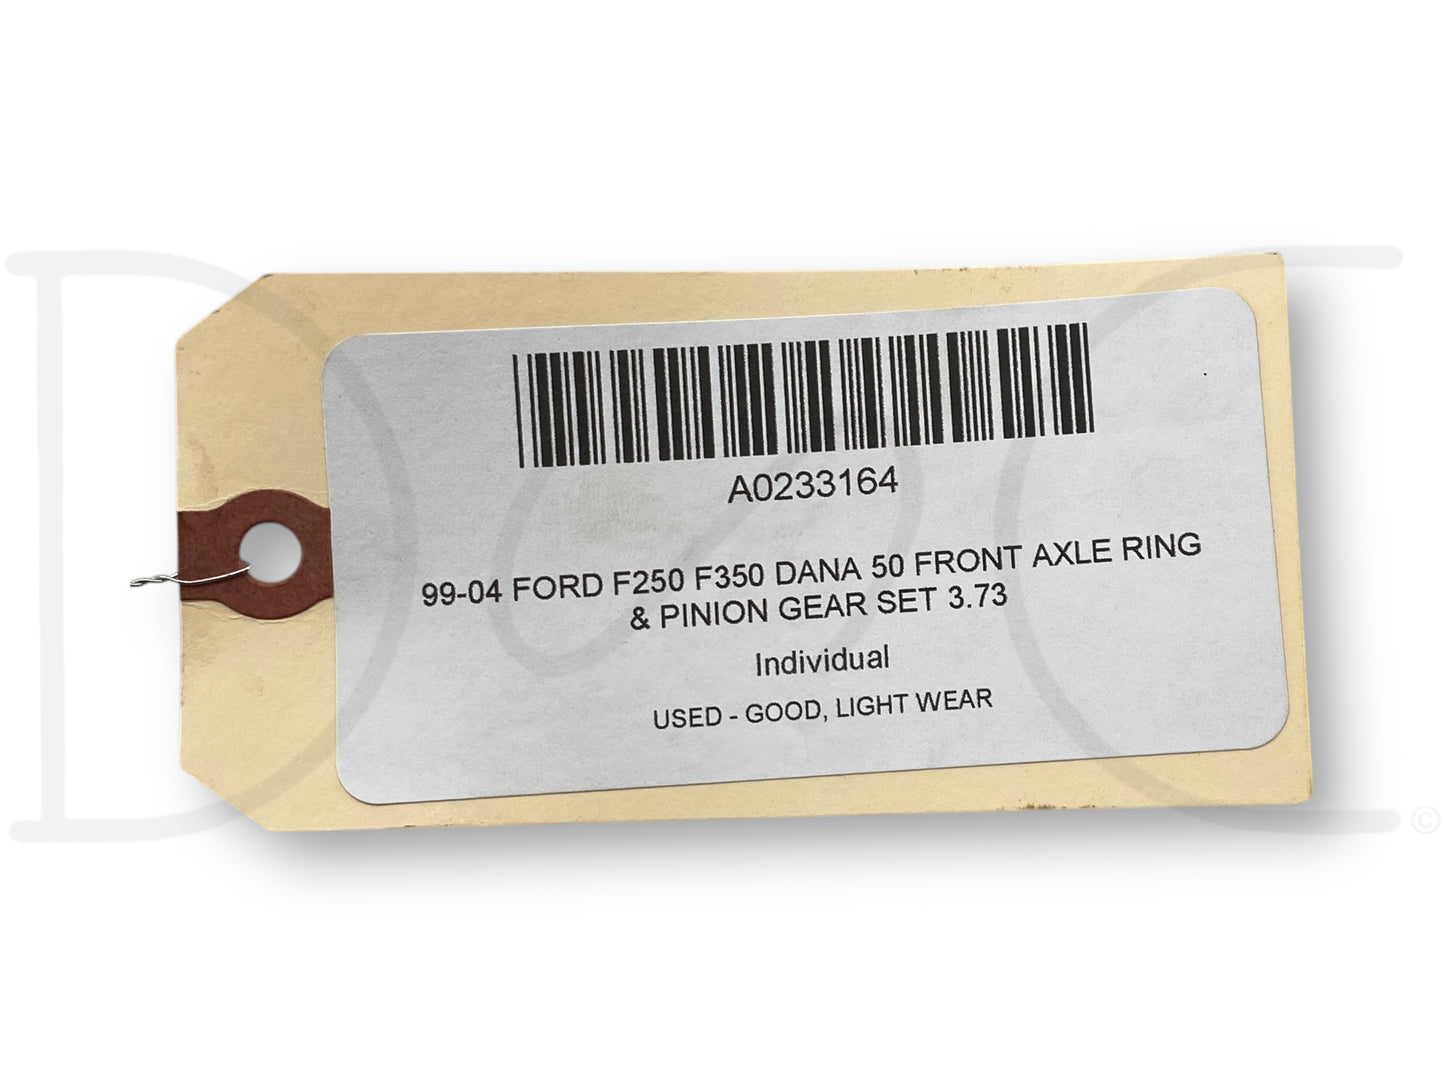 A0233164
99-04 FORD F250 F350 DANA 50 FRONT AXLE RING
& PINION GEAR SET 3.73
Individual
USED - GOOD, LIGHT WEAR
D C
©